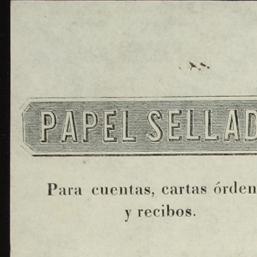 PAPEL SELLAD
Para cuentas, cartas órden
y recibos.